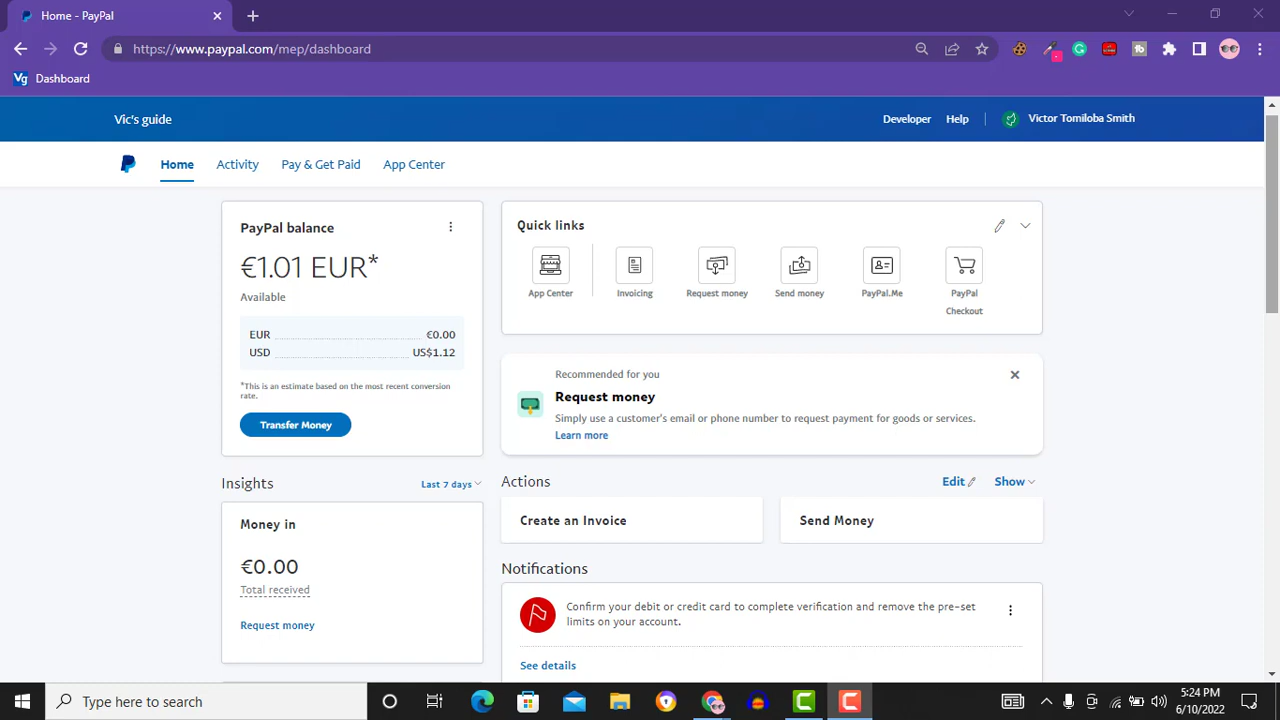 Home - PayPal
https://www.paypal.com/mep/dashboard
Vg Dashboard
Vic's guide
Developer Help Victor Tomiloba Smith
Home Activity Pay & Get Paid App Center
PayPal balance
€1.01 EUR*
Available
EUR €0.00
USD US$1.12
*This is an estimate based on the most recent conversion
rate.
Transfer Money
Quick links
App Center Invoicing Request money Send money PayPal.Me PayPal
Checkout
Recommended for you
Request money
Simply use a customer's email or phone number to request payment for goods or services.
Learn more
Insights Last 7 days
Money in
€0.00
Total received
Request money
Actions Edit Show
Create an Invoice Send Money
Notifications
Confirm your debit or credit card to complete verification and remove the pre-set
limits on your account.
See details
Type here to search
5:24 PM
6/10/2022